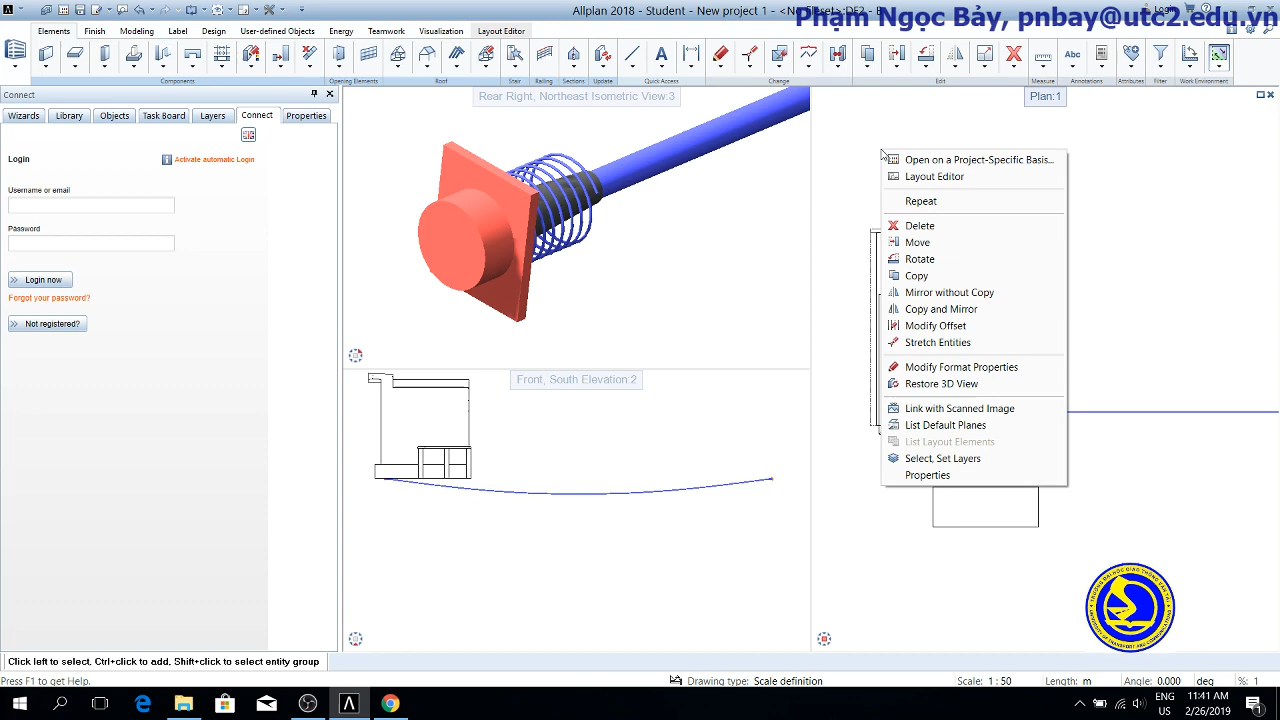 Allplan 2018 - Student - New project 1 - <No
Phạm Ngọc Bảy, pnbay@utc2.edu.vn
Elements Finish Modeling Label Design User-defined Objects Energy Teamwork Visualization Layout Editor
Components Opening Elements Roof Stair Railing Sections Update Quick Access Change Edit Measure Annotations Attributes Filter Work Environment
Abc
Connect
Wizards Library Objects Task Board Layers Connect Properties
Login
Activate automatic Login
Username or email
Password
Login now
Forgot your password?
Not registered?
Rear Right, Northeast Isometric View:3
Front, South Elevation:2
Plan:1
Open on a Project-Specific Basis...
Layout Editor
Repeat
Delete
Move
Rotate
Copy
Mirror without Copy
Copy and Mirror
Modify Offset
Stretch Entities
Modify Format Properties
Restore 3D View
Link with Scanned Image
List Default Planes
List Layout Elements
Select, Set Layers
Properties
Click left to select. Ctrl+click to add. Shift+click to select entity group
Press F1 to get Help.
Drawing type: Scale definition
Scale: 1 : 50
Length: m
Angle: 0.000
deg
%: 1
ENG
US
11:41 AM
2/26/2019